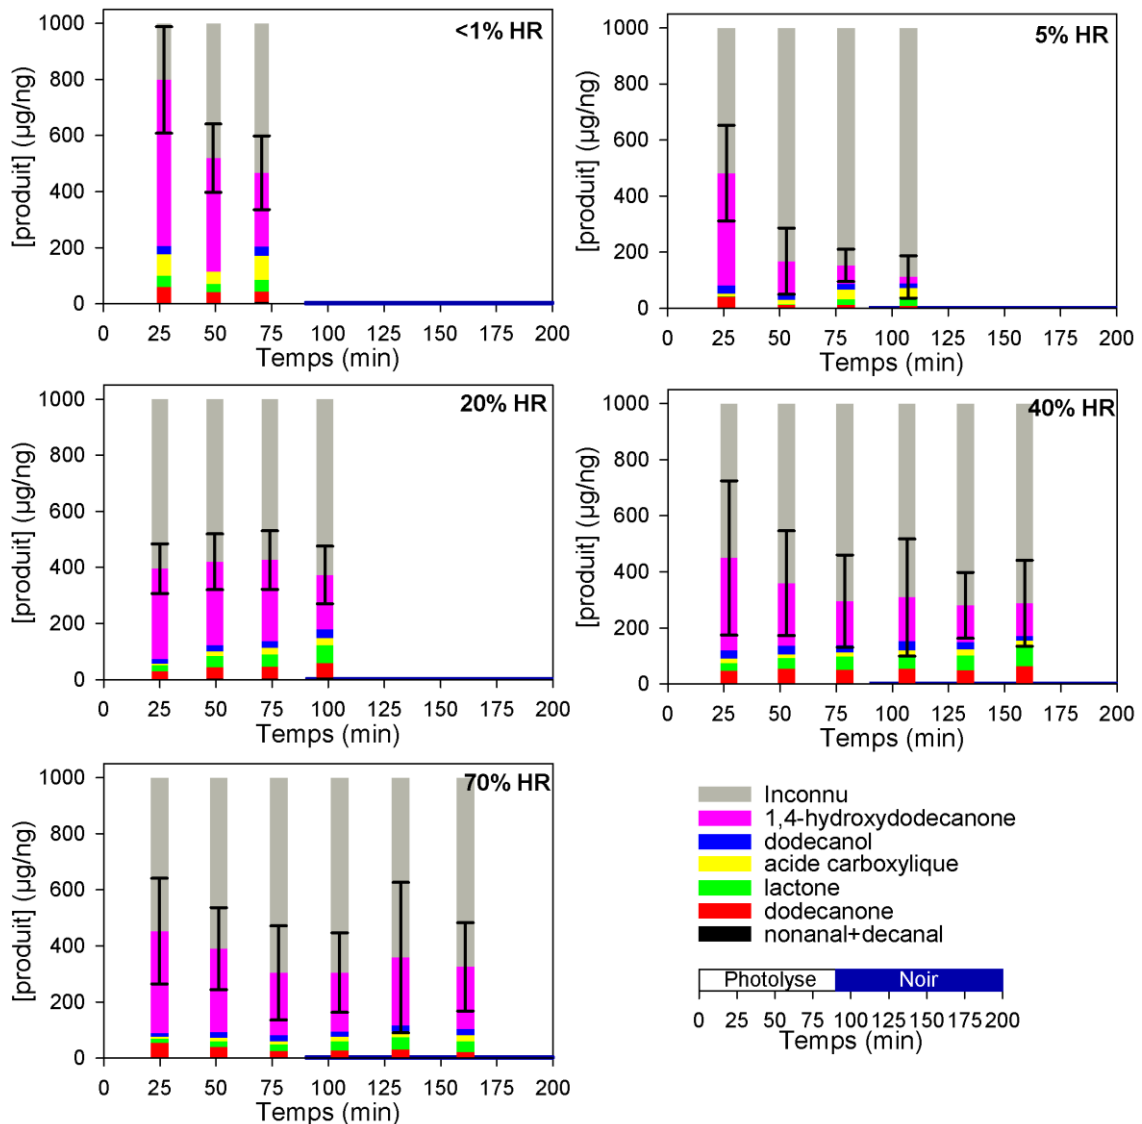 <1% HR
[produit] (µg/ng)
1000
800
600
400
200
0
0 25 50 75 100 125 150 175 200
Temps (min)
5% HR
[produit] (µg/ng)
1000
800
600
400
200
0
0 25 50 75 100 125 150 175 200
Temps (min)
20% HR
[produit] (µg/ng)
1000
800
600
400
200
0
0 25 50 75 100 125 150 175 200
Temps (min)
40% HR
[produit] (µg/ng)
1000
800
600
400
200
0
0 25 50 75 100 125 150 175 200
Temps (min)
70% HR
[produit] (µg/ng)
1000
800
600
400
200
0
0 25 50 75 100 125 150 175 200
Temps (min)
Inconnu
1,4-hydroxydodecanone
dodecanol
acide carboxylique
lactone
dodecanone
nonanal+decanal
Photolyse Noir
0 25 50 75 100 125 150 175 200
Temps (min)